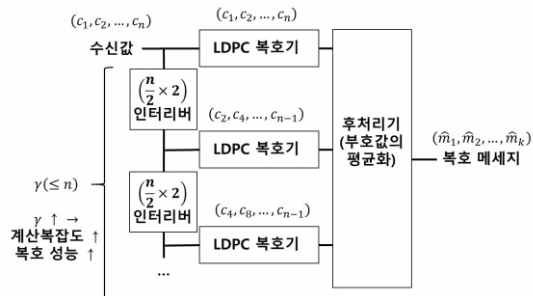 (c₁, c₂, …, cₙ)
수신값
(c₁, c₂, …, cₙ)
LDPC 복호기
(n/2 × 2)
인터리버
(c₂, c₄, …, cₙ₋₁)
LDPC 복호기
(n/2 × 2)
인터리버
(c₄, c₈, …, cₙ₋₁)
LDPC 복호기
...
γ(≤ n)
γ ↑ →
계산복잡도 ↑
복호 성능 ↑
후처리기
(부호값의
평균화)
(m̂₁, m̂₂, …, m̂ₖ)
복호 메세지